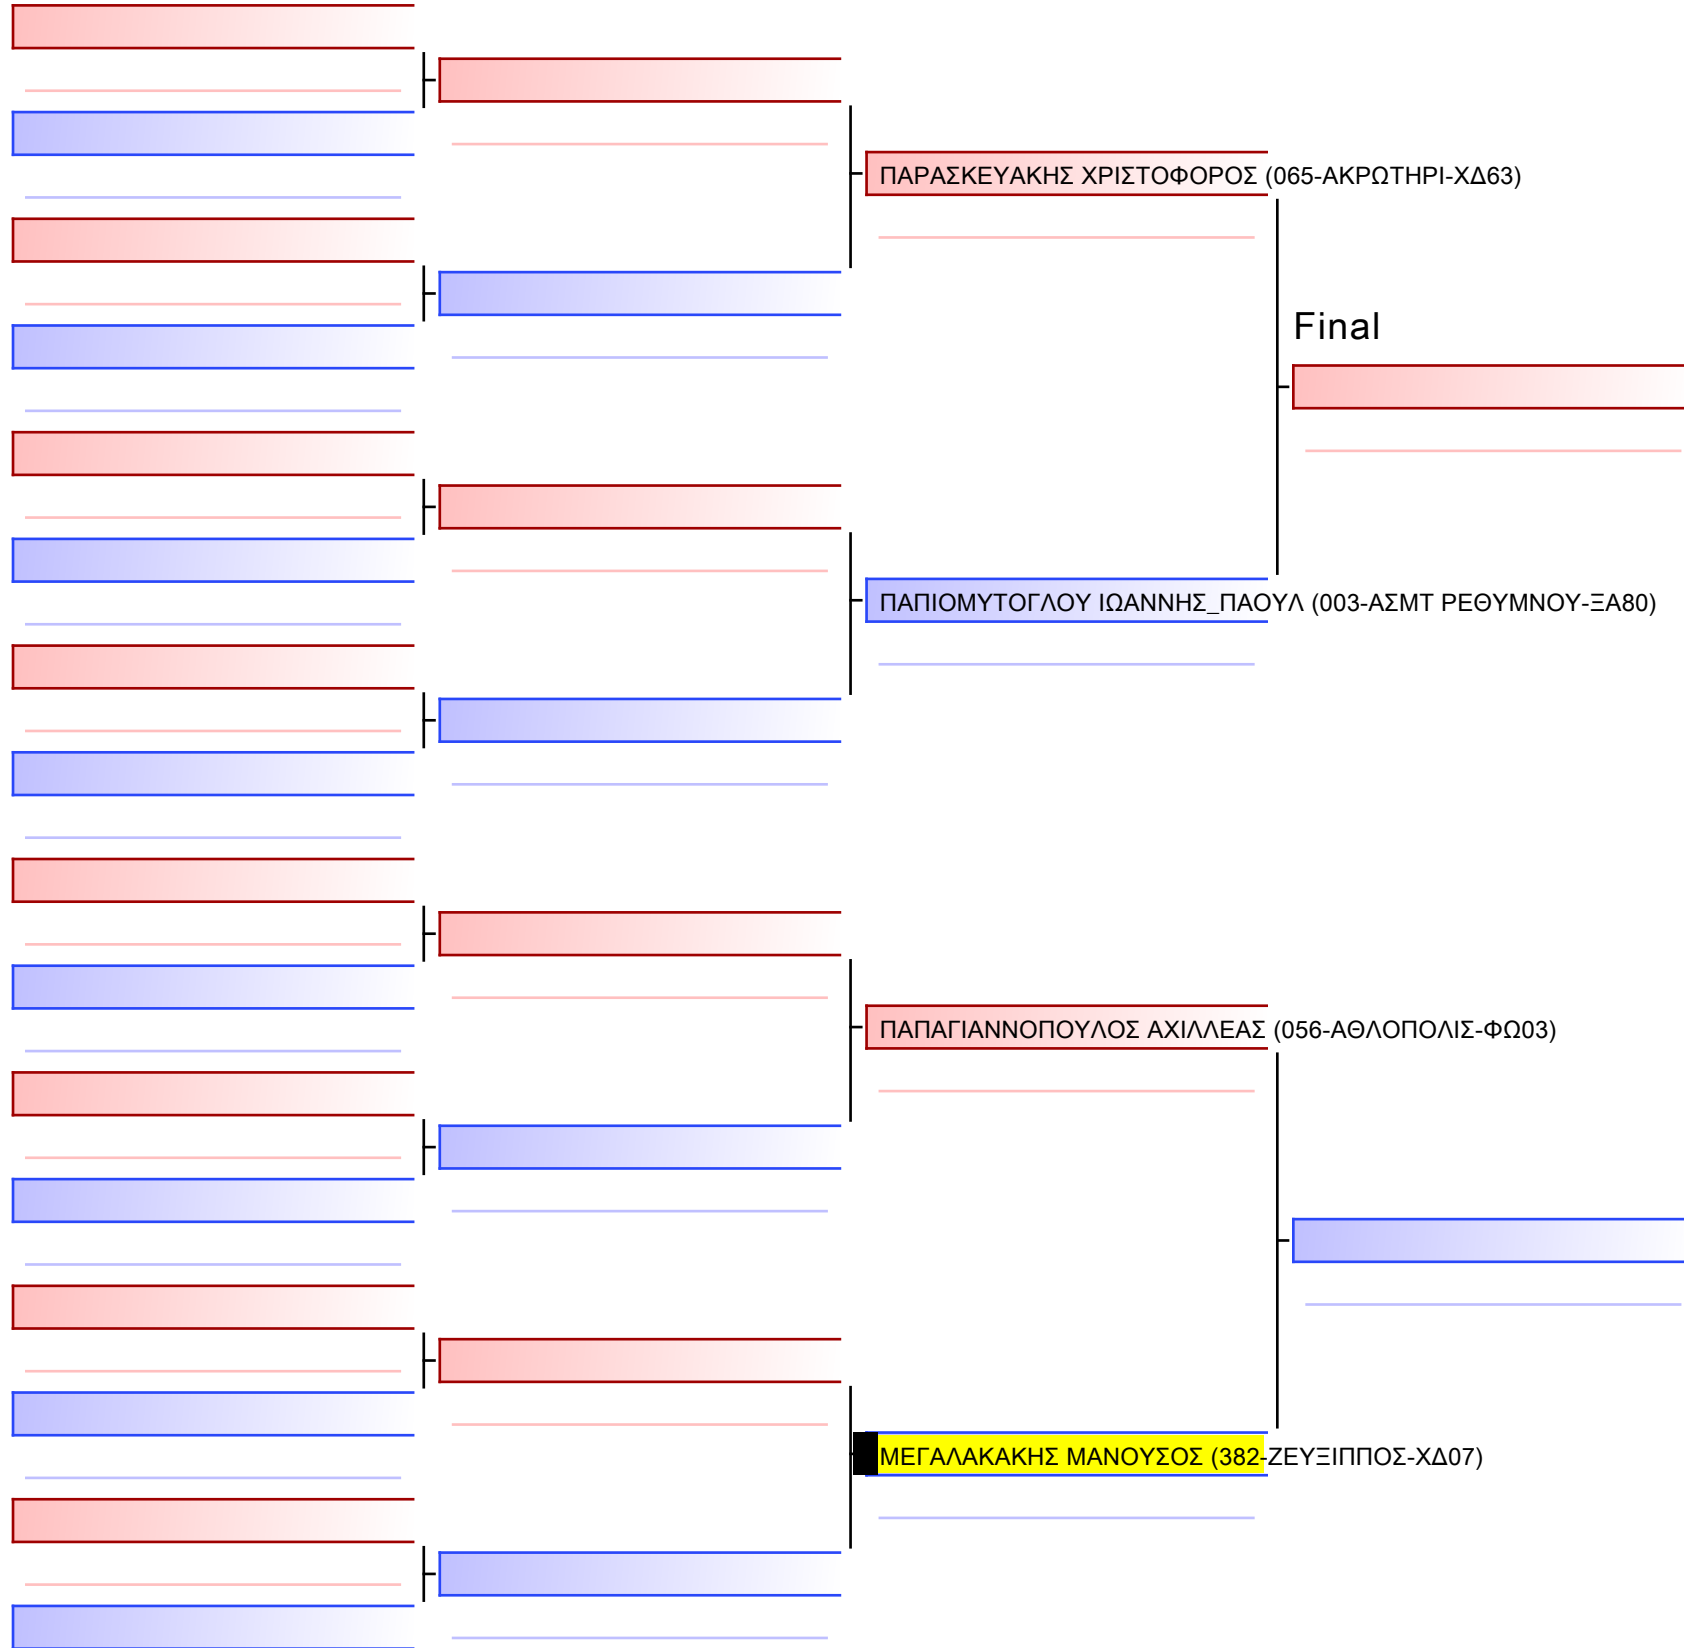 ΠΑΡΑΣΚΕΥΑΚΗΣ ΧΡΙΣΤΟΦΟΡΟΣ (065-ΑΚΡΩΤΗΡΙ-ΧΔ63)
Final
ΠΑΠΙΟΜΥΤΟΓΛΟΥ ΙΩΑΝΝΗΣ_ΠΑΟΥΛ (003-ΑΣΜΤ ΡΕΘΥΜΝΟΥ-ΞΑ80)
ΠΑΠΑΓΙΑΝΝΟΠΟΥΛΟΣ ΑΧΙΛΛΕΑΣ (056-ΑΘΛΟΠΟΛΙΣ-ΦΩ03)
ΜΕΓΑΛΑΚΑΚΗΣ ΜΑΝΟΥΣΟΣ (382-ΖΕΥΞΙΠΠΟΣ-ΧΔ07)